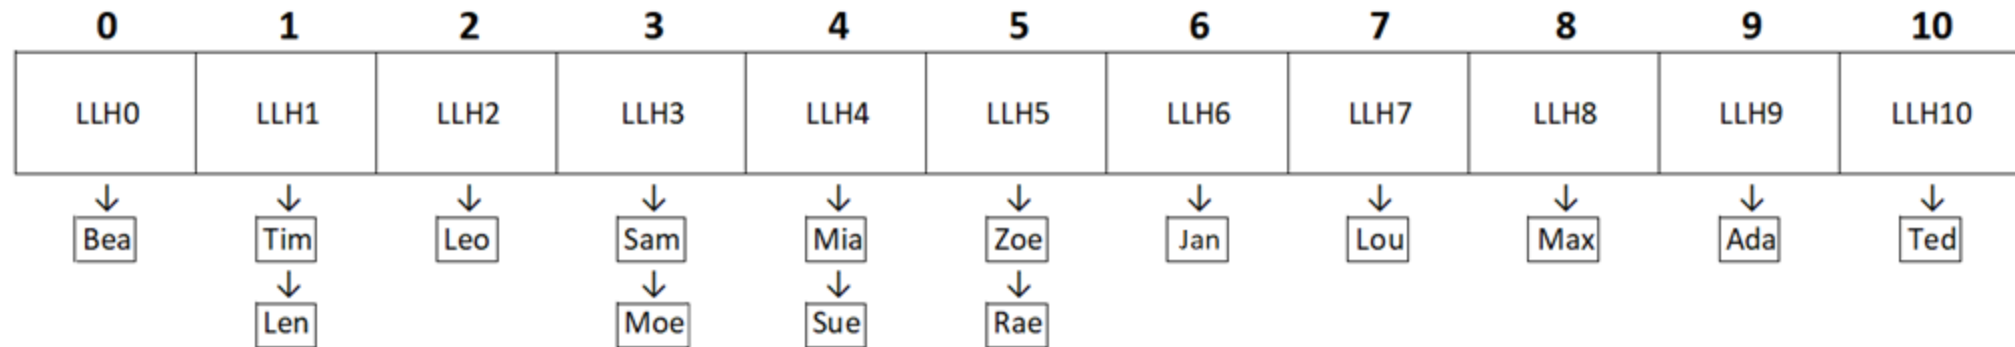 0 1 2 3 4 5 6 7 8 9 10
LLH0 LLH1 LLH2 LLH3 LLH4 LLH5 LLH6 LLH7 LLH8 LLH9 LLH10
↓ ↓ ↓ ↓ ↓ ↓ ↓ ↓ ↓ ↓ ↓
Bea Tim Leo Sam Mia Zoe Jan Lou Max Ada Ted
↓ ↓ ↓ ↓
Len Moe Sue Rae